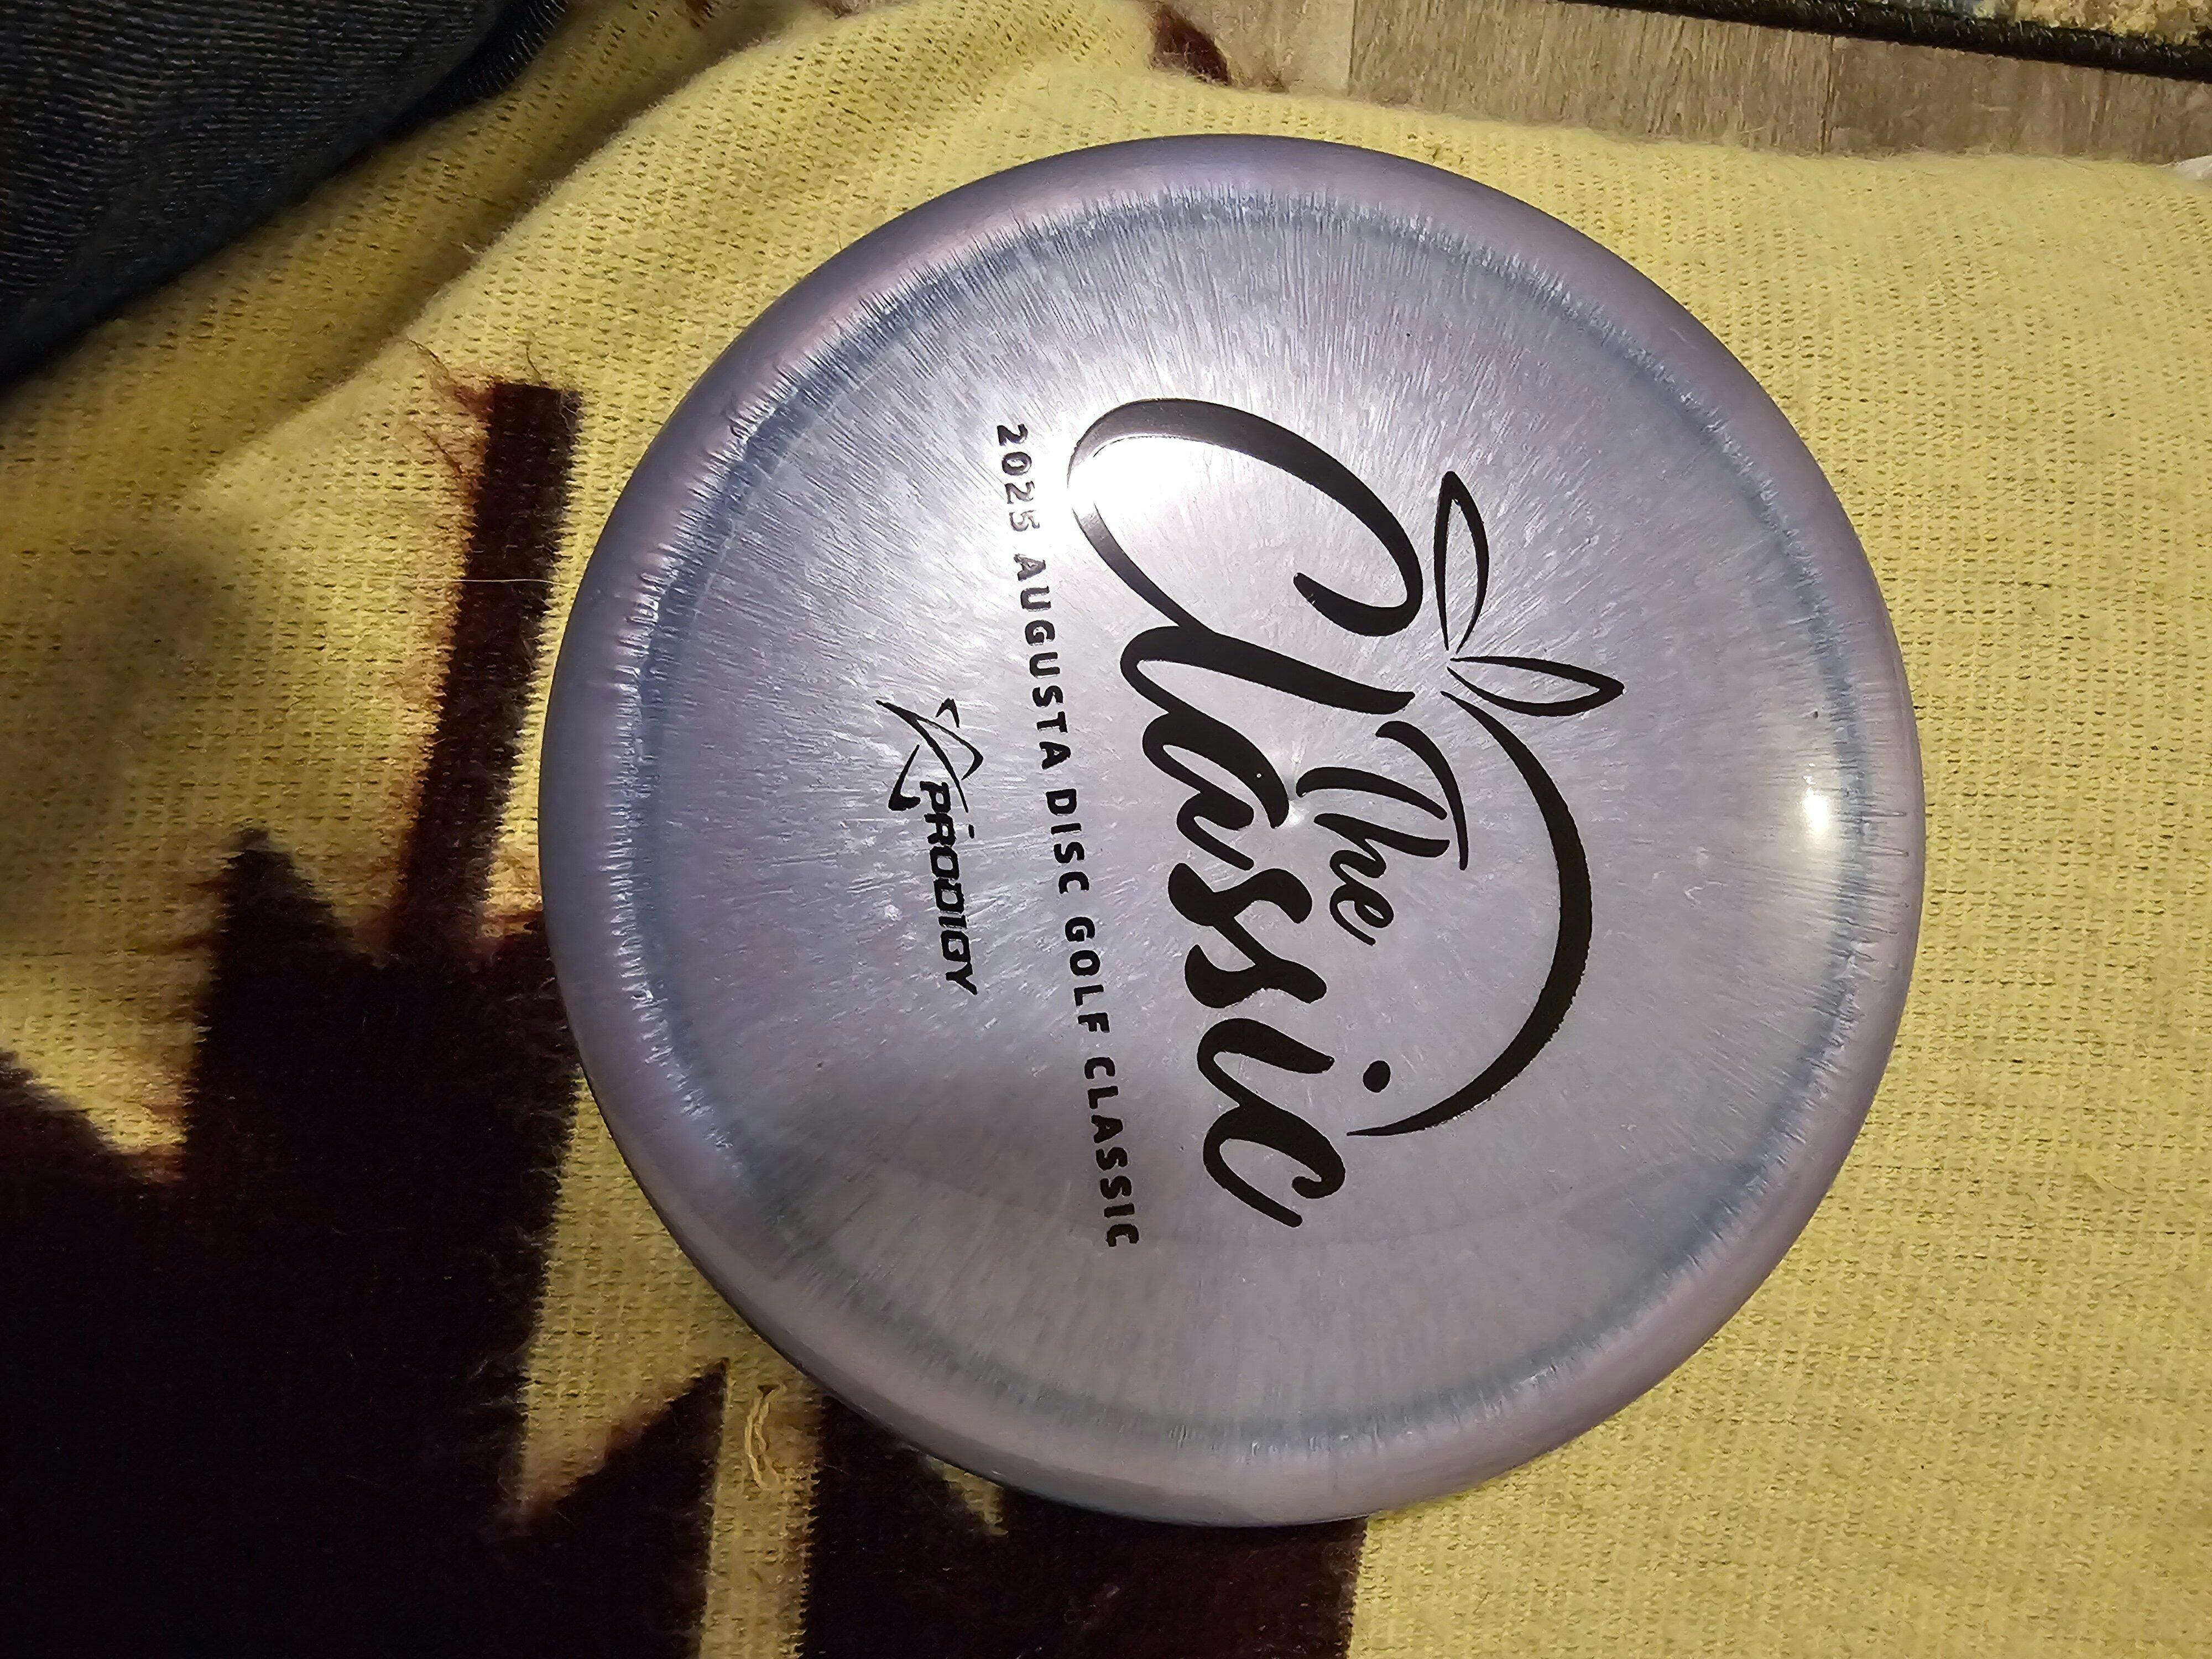 The
Classic
2025 AUGUSTA DISC GOLF CLASSIC
PRODIGY